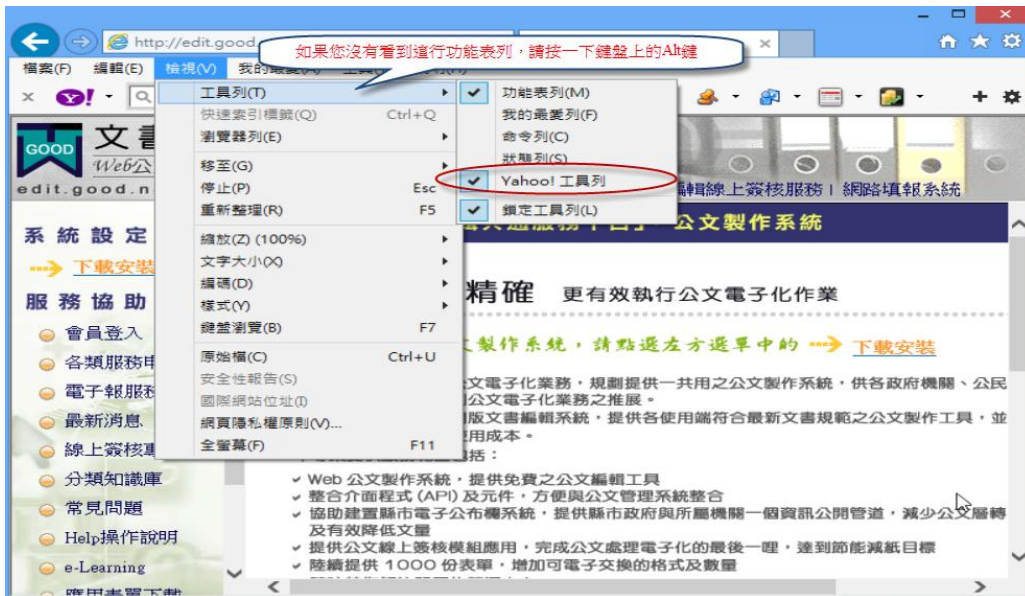 http://edit.good.
如果您沒有看到這行功能表列，請按一下鍵盤上的Alt鍵
檔案(F) 編輯(E) 檢視(V)
工具列(T)
快速索引標籤(Q) Ctrl+Q
瀏覽器列(E)
移至(G)
停止(P) Esc
重新整理(R) F5
縮放(Z) (100%)
文字大小(X)
編碼(D)
樣式(Y)
鍵盤瀏覽(B) F7
原始檔(C) Ctrl+U
安全性報告(S)
國際網站位址(I)
網頁隱私權原則(V)...
全螢幕(F) F11
功能表列(M)
我的最愛列(F)
命令列(C)
狀態列(S)
Yahoo! 工具列
鎖定工具列(L)
GOOD
文
Web公
edit.good.n
線上簽核服務 | 網路填報系統
公文製作系統
系統設定
下載安裝
服務協助
會員登入
各類服務申
電子報服務
最新消息
線上簽核專
分類知識庫
常見問題
Help操作說明
e-Learning
應用表單下載
精確 更有效執行公文電子化作業
製作系統，請點選左方選單中的 下載安裝
文電子化業務，規劃提供一共用之公文製作系統，供各政府機關、公民
公文電子化業務之推展。
版文書編輯系統，提供各使用端符合最新文書規範之公文製作工具，並
用成本。
包括：
Web 公文製作系統，提供免費之公文編輯工具
整合介面程式 (API) 及元件，方便與公文管理系統整合
協助建置縣市電子公布欄系統，提供縣市政府與所屬機關一個資訊公開管道，減少公文層轉
及有效降低文量
提供公文線上簽核模組應用，完成公文處理電子化的最後一哩，達到節能減紙目標
陸續提供 1000 份表單，增加可電子交換的格式及數量